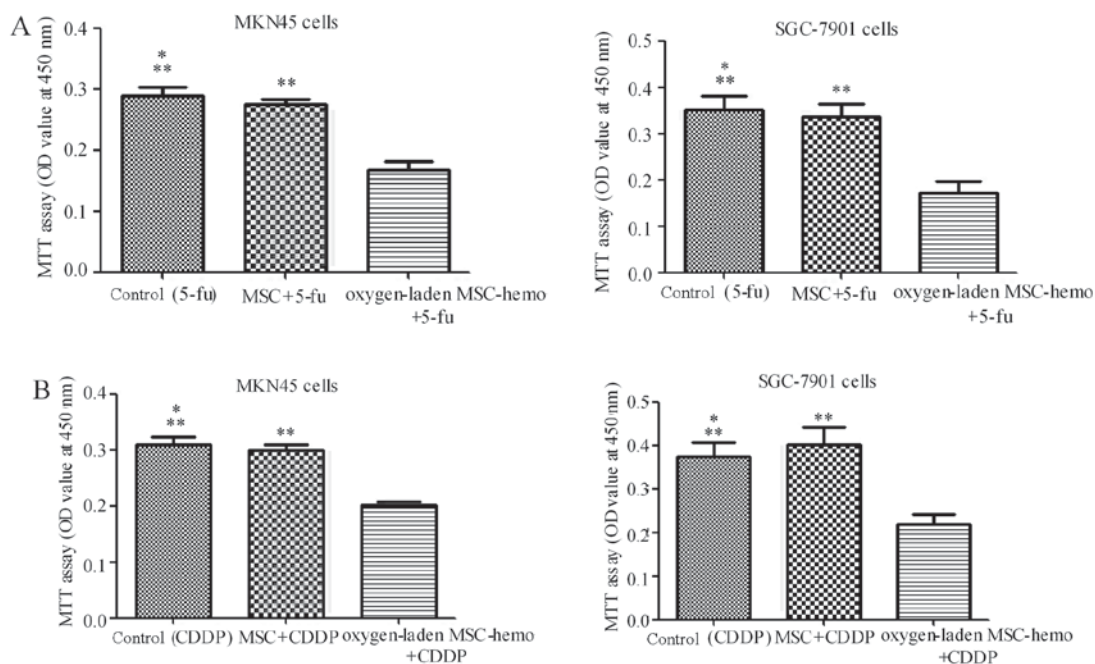 A
MKN45 cells
MTT assay (OD value at 450 nm)
0.4
0.3
0.2
0.1
0.0
*
**
**
Control (5-fu)
MSC+5-fu
oxygen-laden MSC-hemo
+5-fu
SGC-7901 cells
MTT assay (OD value at 450 nm)
0.5
0.4
0.3
0.2
0.1
0.0
*
**
**
Control (5-fu)
MSC+5-fu
oxygen-laden MSC-hemo
+5-fu
B
MKN45 cells
MTT assay (OD value at 450 nm)
0.4
0.3
0.2
0.1
0.0
*
**
**
Control (CDDP)
MSC+CDDP
oxygen-laden MSC-hemo
+CDDP
SGC-7901 cells
MTT assay (OD value at 450 nm)
0.5
0.4
0.3
0.2
0.1
0.0
*
**
**
Control (CDDP)
MSC+CDDP
oxygen-laden MSC-hemo
+CDDP